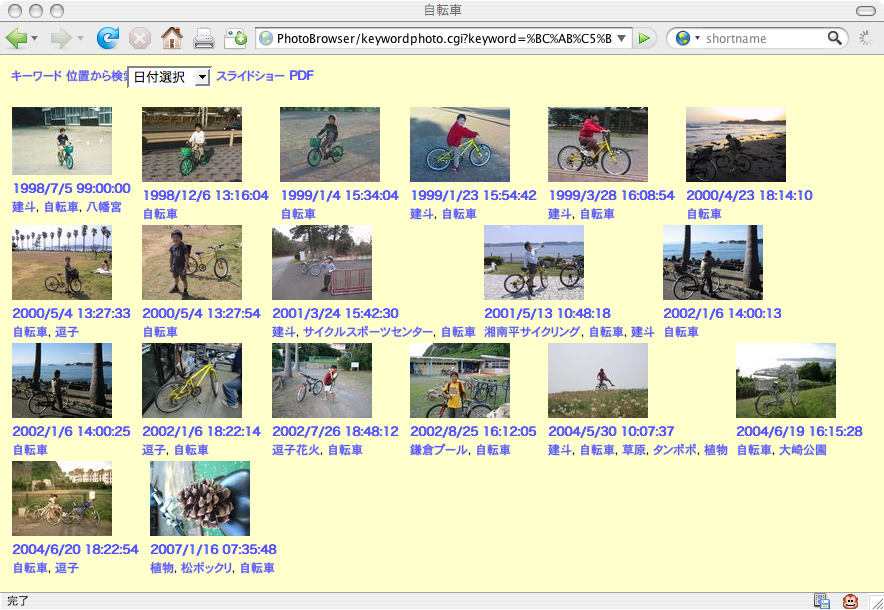 自転車
PhotoBrowser/keywordphoto.cgi?keyword=%BC%AB%C5%B
shortname
キーワード 位置から検索 日付選択 スライドショー PDF
1998/7/5 99:00:00
建斗, 自転車, 八幡宮
1998/12/6 13:16:04
自転車
1999/1/4 15:34:04
自転車
1999/1/23 15:54:42
建斗, 自転車
1999/3/28 16:08:54
建斗, 自転車
2000/4/23 18:14:10
自転車
2000/5/4 13:27:33
自転車, 逗子
2000/5/4 13:27:54
自転車
2001/3/24 15:42:30
建斗, サイクルスポーツセンター, 自転車
2001/5/13 10:48:18
湘南平サイクリング, 自転車, 建斗
2002/1/6 14:00:13
自転車
2002/1/6 14:00:25
自転車
2002/1/6 18:22:14
逗子, 自転車
2002/7/26 18:48:12
逗子花火, 自転車
2002/8/25 16:12:05
鎌倉プール, 自転車
2004/5/30 10:07:37
建斗, 自転車, 草原, タンポポ, 植物
2004/6/19 16:15:28
自転車, 大崎公園
2004/6/20 18:22:54
自転車, 逗子
2007/1/16 07:35:48
植物, 松ボックリ, 自転車
完了